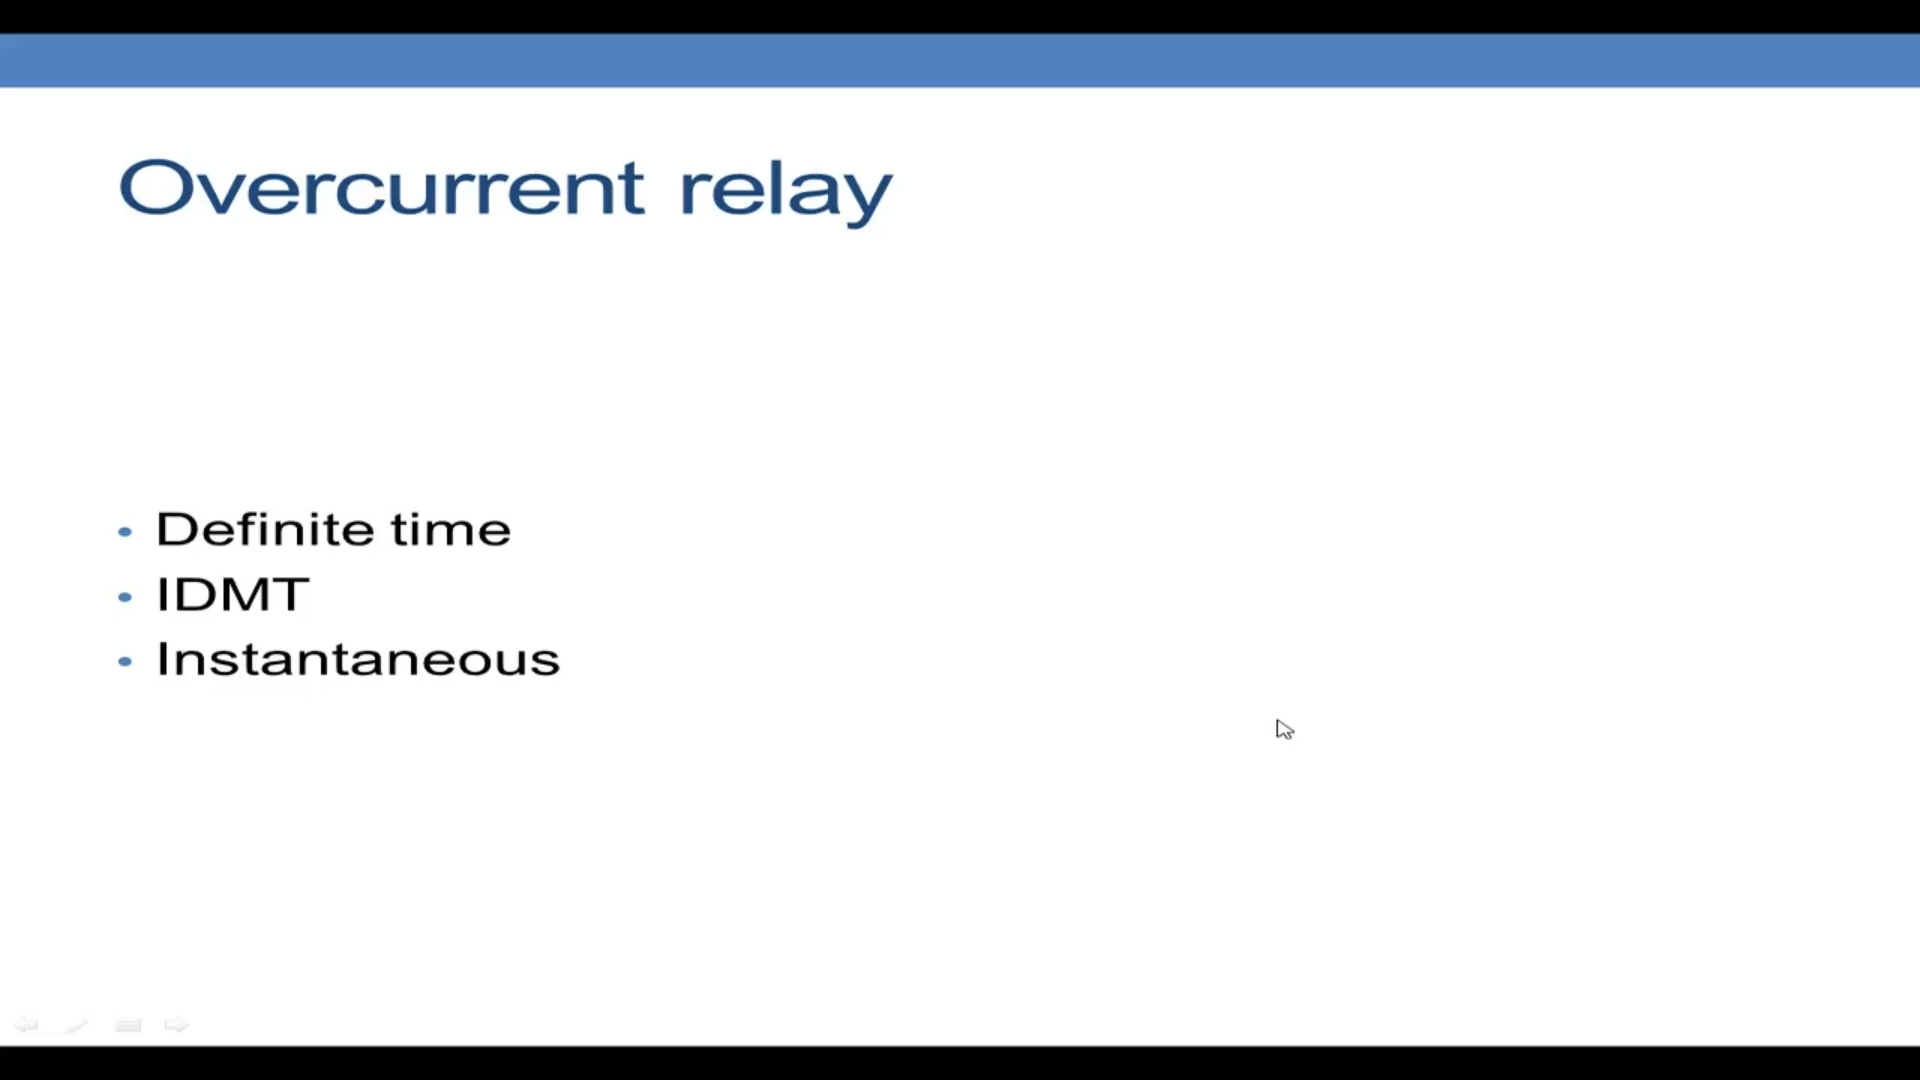 Overcurrent relay
• Definite time
• IDMT
• Instantaneous